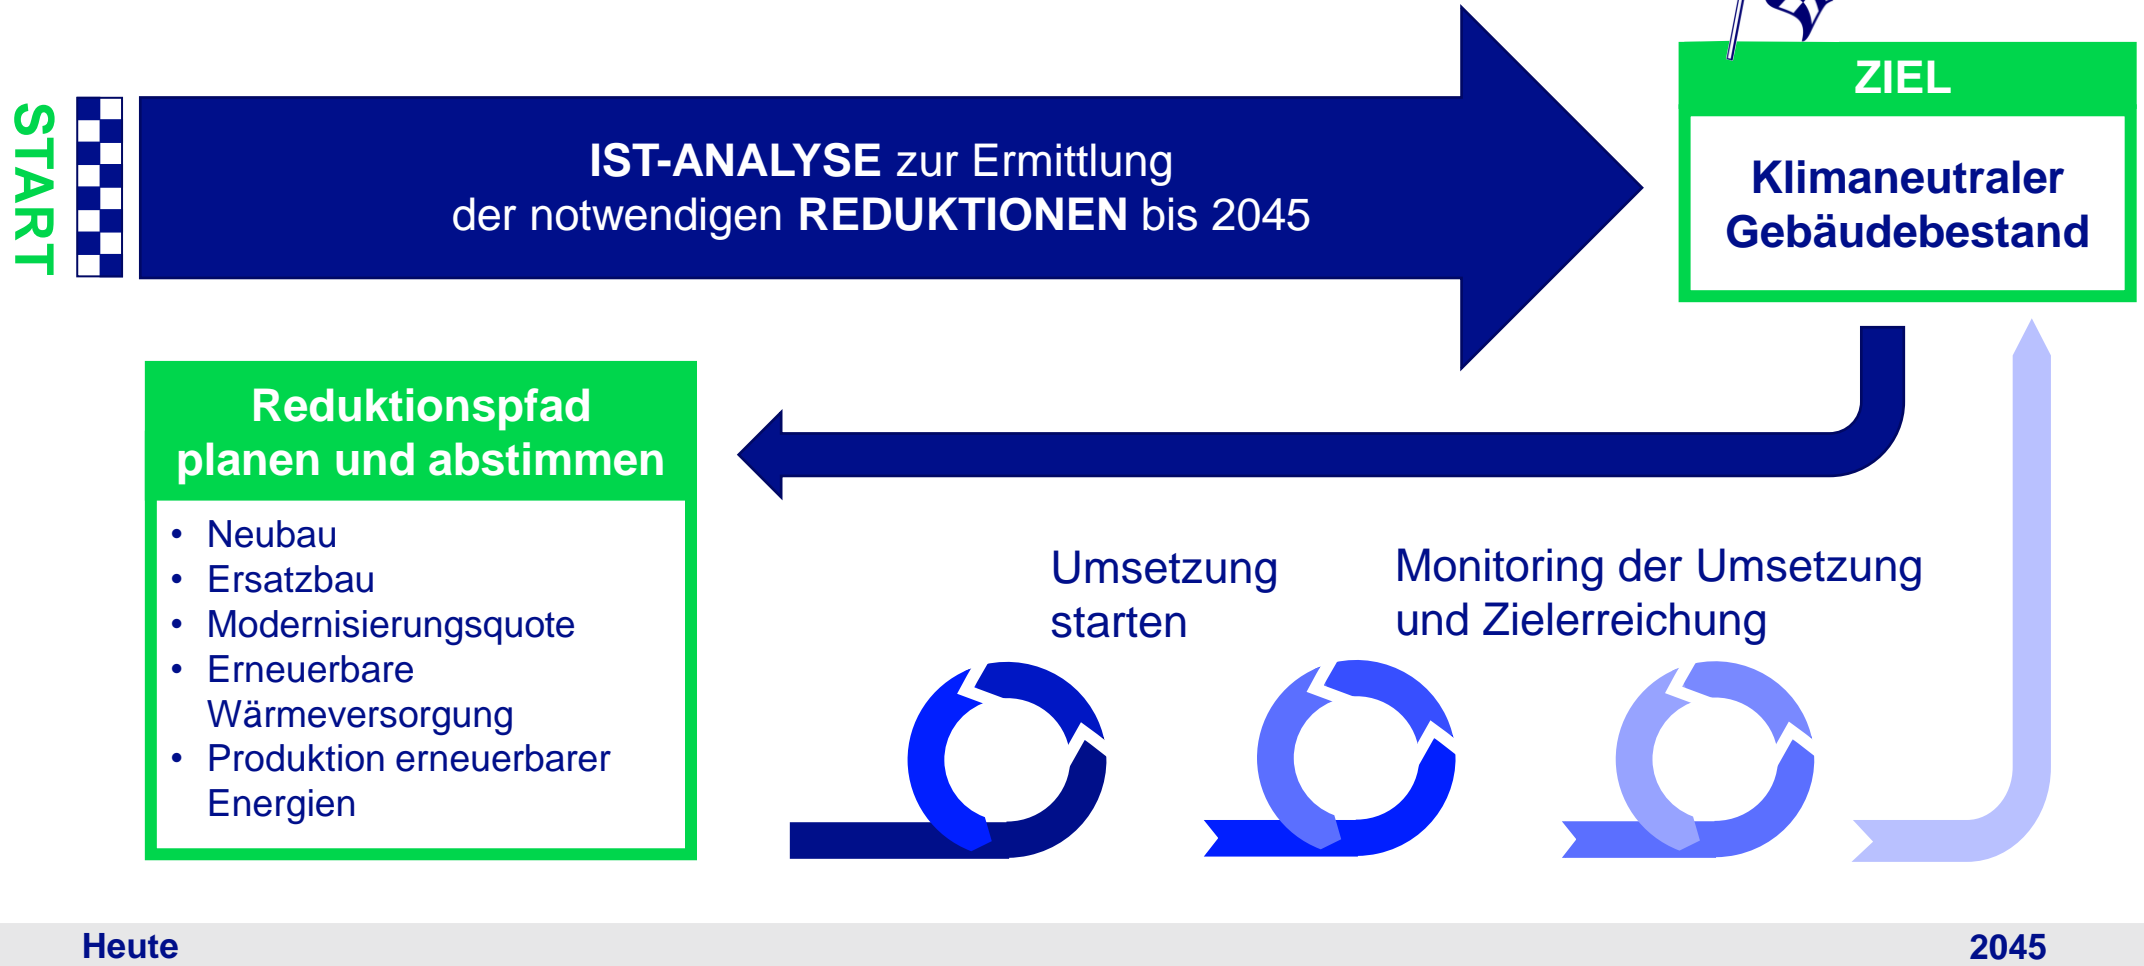 START
IST-ANALYSE zur Ermittlung
der notwendigen REDUKTIONEN bis 2045
ZIEL
Klimaneutraler
Gebäudebestand
Reduktionspfad
planen und abstimmen
• Neubau
• Ersatzbau
• Modernisierungsquote
• Erneuerbare
Wärmeversorgung
• Produktion erneuerbarer
Energien
Umsetzung
starten
Monitoring der Umsetzung
und Zielerreichung
Heute
2045